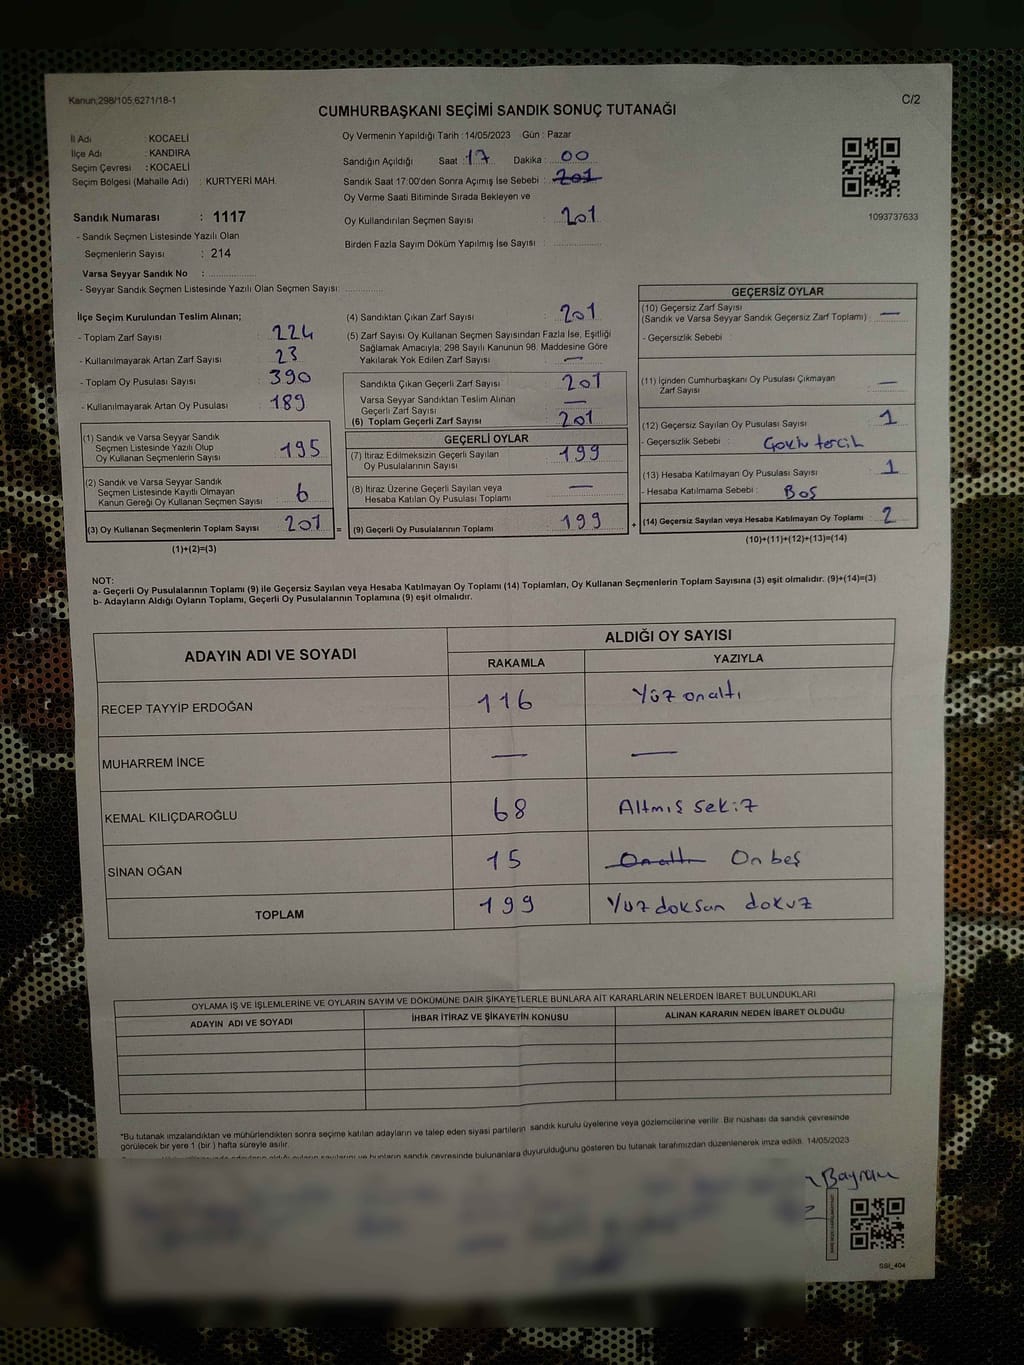 Kanun;298/105;6271/18-1
C/2
CUMHURBAŞKANI SEÇİMİ SANDIK SONUÇ TUTANAĞI
İl Adı : KOCAELİ
İlçe Adı : KANDIRA
Seçim Çevresi : KOCAELİ
Seçim Bölgesi (Mahalle Adı) : KURTYERİ MAH.
Sandık Numarası : 1117
- Sandık Seçmen Listesinde Yazılı Olan
Seçmenlerin Sayısı : 214
Varsa Seyyar Sandık No : ..................
- Seyyar Sandık Seçmen Listesinde Yazılı Olan Seçmen Sayısı: ..............
Oy Vermenin Yapıldığı Tarih : 14/05/2023 Gün : Pazar
Sandığın Açıldığı Saat : 17 Dakika : 00
Sandık Saat 17:00'den Sonra Açımış İse Sebebi : 201
Oy Verme Saati Bitiminde Sırada Bekleyen ve
Oy Kullandırılan Seçmen Sayısı : 201
Birden Fazla Sayım Döküm Yapılmış İse Sayısı : ..................
1093737633
İlçe Seçim Kurulundan Teslim Alınan;
- Toplam Zarf Sayısı : 224
- Kullanılmayarak Artan Zarf Sayısı : 23
- Toplam Oy Pusulası Sayısı : 390
- Kullanılmayarak Artan Oy Pusulası : 189
(1) Sandık ve Varsa Seyyar Sandık
Seçmen Listesinde Yazılı Olup
Oy Kullanan Seçmenlerin Sayısı : 195
(2) Sandık ve Varsa Seyyar Sandık
Seçmen Listesinde Kayıtlı Olmayan
Kanun Gereği Oy Kullanan Seçmen Sayısı : 6
(3) Oy Kullanan Seçmenlerin Toplam Sayısı : 201 =
(1)+(2)=(3)
(4) Sandıktan Çıkan Zarf Sayısı : 201
(5) Zarf Sayısı Oy Kullanan Seçmen Sayısından Fazla İse, Eşitliği
Sağlamak Amacıyla; 298 Sayılı Kanunun 98. Maddesine Göre
Yakılarak Yok Edilen Zarf Sayısı : —
Sandıkta Çıkan Geçerli Zarf Sayısı : 201
Varsa Seyyar Sandıktan Teslim Alınan
Geçerli Zarf Sayısı : —
(6) Toplam Geçerli Zarf Sayısı : 201
GEÇERLİ OYLAR
(7) İtiraz Edilmeksizin Geçerli Sayılan
Oy Pusulalarının Sayısı : 199
(8) İtiraz Üzerine Geçerli Sayılan veya
Hesaba Katılan Oy Pusulası Toplamı : —
(9) Geçerli Oy Pusulalarının Toplamı : 199 +
GEÇERSİZ OYLAR
(10) Geçersiz Zarf Sayısı
(Sandık ve Varsa Seyyar Sandık Geçersiz Zarf Toplamı) : —
- Geçersizlik Sebebi
(11) İçinden Cumhurbaşkanı Oy Pusulası Çıkmayan
Zarf Sayısı : —
(12) Geçersiz Sayılan Oy Pusulası Sayısı : 1
- Geçersizlik Sebebi : Çoklu tercih
(13) Hesaba Katılmayan Oy Pusulası Sayısı : 1
- Hesaba Katılmama Sebebi : Boş
(14) Geçersiz Sayılan veya Hesaba Katılmayan Oy Toplamı : 2
(10)+(11)+(12)+(13)=(14)
NOT:
a- Geçerli Oy Pusulalarının Toplamı (9) ile Geçersiz Sayılan veya Hesaba Katılmayan Oy Toplamı (14) Toplamları, Oy Kullanan Seçmenlerin Toplam Sayısına (3) eşit olmalıdır. (9)+(14)=(3)
b- Adayların Aldığı Oyların Toplamı, Geçerli Oy Pusulalarının Toplamına (9) eşit olmalıdır.
ADAYIN ADI VE SOYADI
ALDIĞI OY SAYISI
RAKAMLA YAZIYLA
RECEP TAYYİP ERDOĞAN 116 Yüz onaltı
MUHARREM İNCE — —
KEMAL KILIÇDAROĞLU 68 Altmış sekiz
SİNAN OĞAN 15 Onaltı On beş
TOPLAM 199 Yüz doksan dokuz
OYLAMA İŞ VE İŞLEMLERİNE VE OYLARIN SAYIM VE DÖKÜMÜNE DAİR ŞİKAYETLERLE BUNLARA AİT KARARLARIN NELERDEN İBARET BULUNDUKLARI
ADAYIN ADI VE SOYADI İHBAR İTİRAZ VE ŞİKAYETİN KONUSU ALINAN KARARIN NEDEN İBARET OLDUĞU
*Bu tutanak imzalandıktan ve mühürlendikten sonra seçime katılan adayların ve talep eden siyasi partilerin sandık kurulu üyelerine veya gözlemcilerine verilir. Bir nüshası da sandık çevresinde
görülecek bir yere 1 (bir) hafta süreyle asılır.
oyların sayılarını ve bunların sandık çevresinde bulunanlara duyurulduğunu gösteren bu tutanak tarafımızdan düzenlenerek imza edildi. 14/05/2023
Bayram
SSI_404